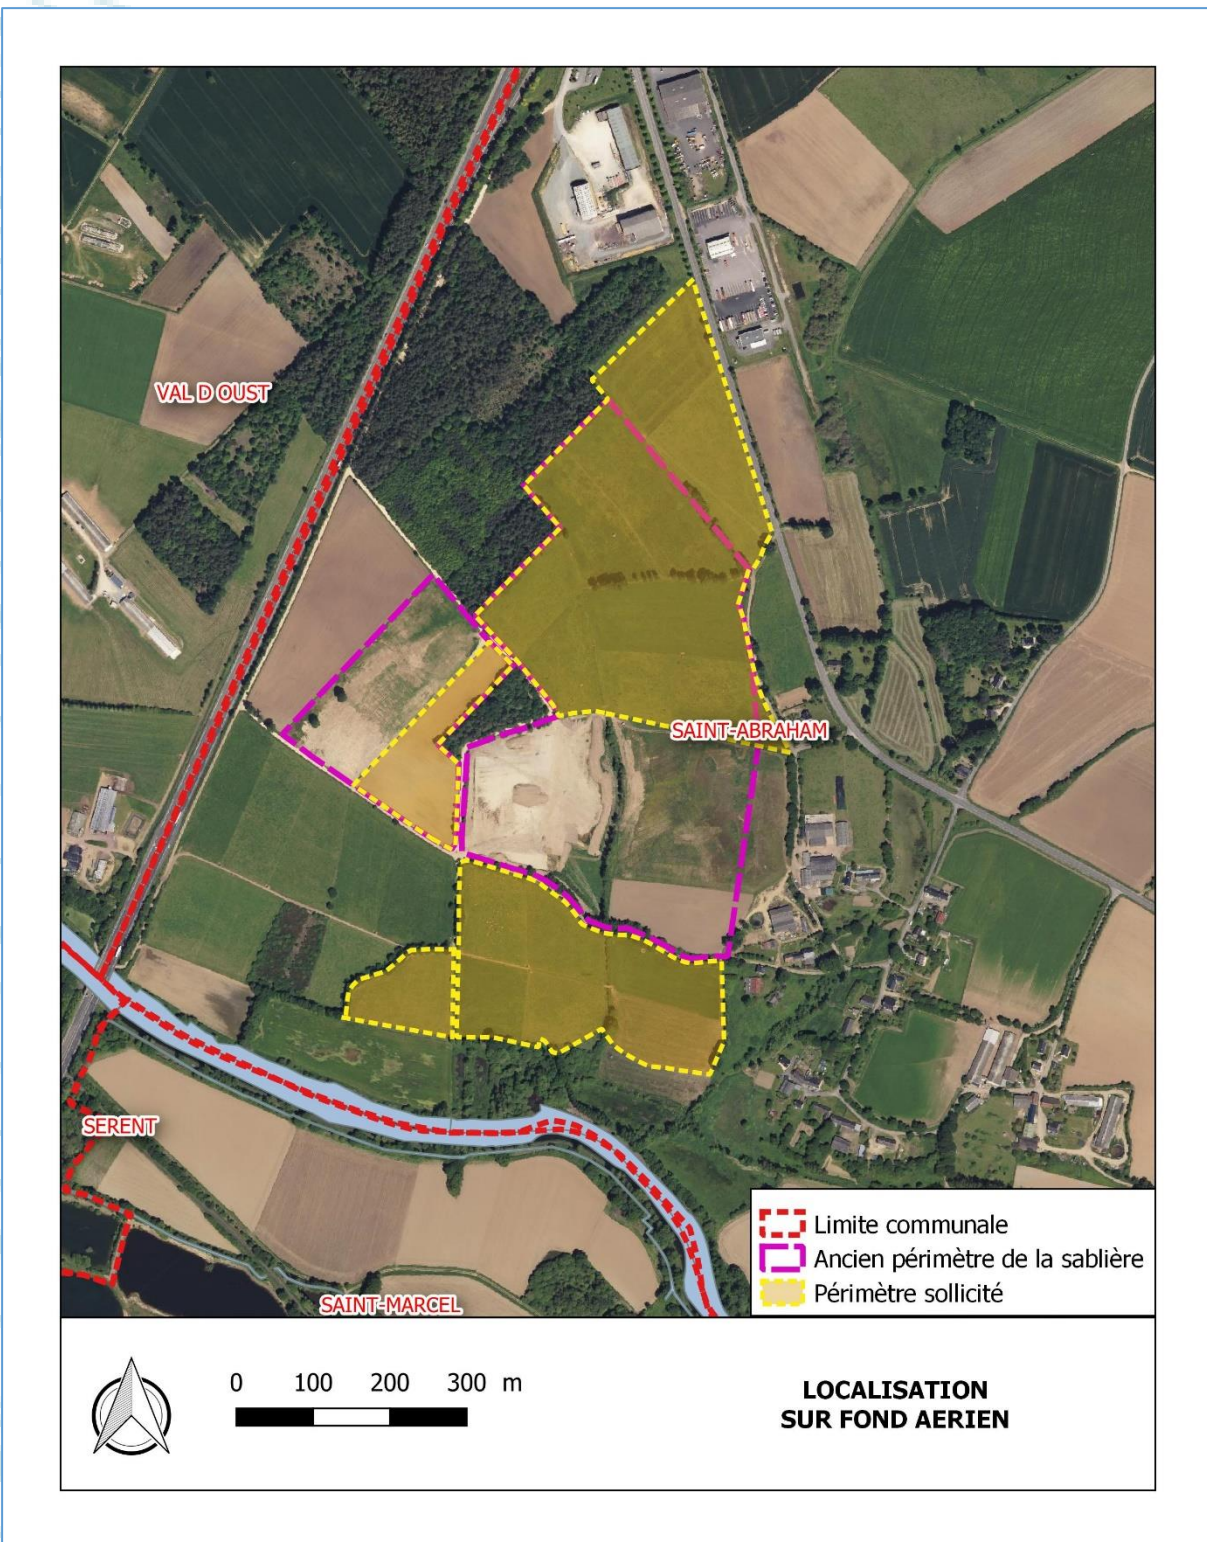 VAL D OUST
SAINT-ABRAHAM
SERENT
SAINT-MARCEL
Limite communale
Ancien périmètre de la sablière
Périmètre sollicité
0 100 200 300 m
LOCALISATION
SUR FOND AERIEN